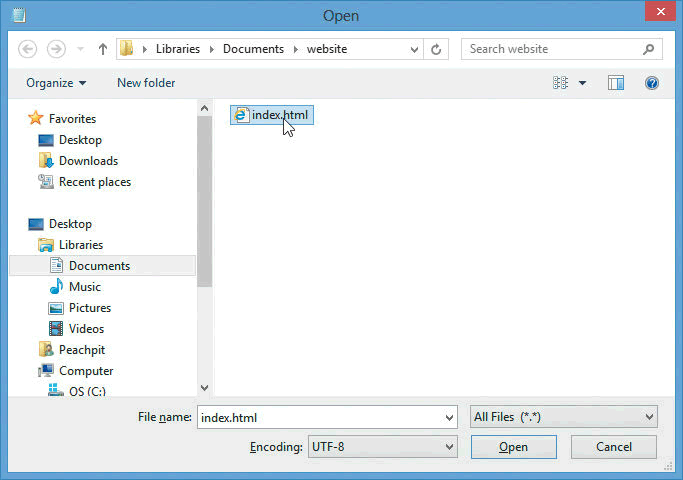 Open
Libraries Documents website
Search website
Organize New folder
index.html
Favorites
Desktop
Downloads
Recent places
Desktop
Libraries
Documents
Music
Pictures
Videos
Peachpit
Computer
OS (C:)
File name: index.html All Files (*.*)
Encoding: UTF-8 Open Cancel